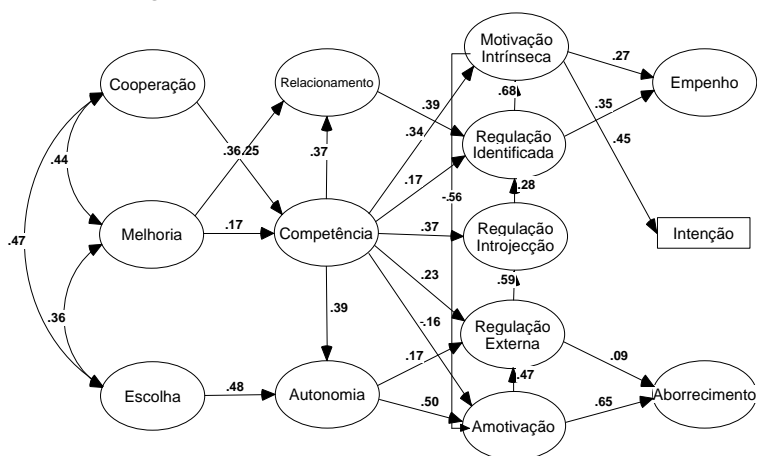 Motivação
Intrínseca
.27
Cooperação
Relacionamento
Empenho
.68
.39
.35
.34
Regulação
Identificada
.44
.36
.25
.37
.45
.17
.28
-.56
.47
Melhoria
.17
Competência
.37
Regulação
Introjecção
Intenção
.23
.59
.36
.39
-.16
Regulação
Externa
.17
.09
.47
Escolha
.48
Autonomia
.50
Amotivação
.65
Aborrecimento